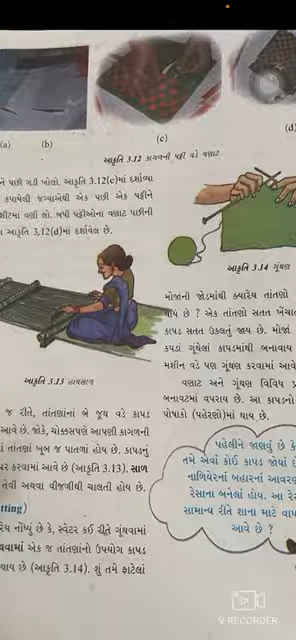 (a)
(b)
(c)
(d)
આકૃતિ 3.12 કાગળની પટ્ટી વડે વણાટ
ને પાછી ગડી ખોલો. આકૃતિ 3.12(c)માં દર્શાવ્યા
કપાયેલી જગ્યાએથી એક પછી એક પટ્ટીને
શીટમાં વણી લો. બધી પટ્ટીઓના વણાટ પછીની
આકૃતિ 3.12(d)માં દર્શાવેલ છે.
આકૃતિ 3.13 હાથસાળ
જ રીતે, તાંતણાંનાં બે જૂથ વડે કાપડ
આવે છે. જોકે, ચોક્કસપણે આપણી કાગળની
તાંતણાં ખૂબ જ પાતળાં હોય છે. કાપડનું
કરવામાં આવે છે (આકૃતિ 3.13). સાળ
તેવી અથવા વીજળીથી ચાલતી હોય છે.
tting)
નોંધ્યું છે કે, સ્વેટર કઈ રીતે ગૂંથવામાં
થવામાં એક જ તાંતણાંનો ઉપયોગ કાપડ
થાય છે (આકૃતિ 3.14). શું તમે ફાટેલાં
આકૃતિ 3.14 ગૂંથણ
મોજાંની જોડમાંથી ક્યારેય તાંતણો
થાય છે ? એક તાંતણો સતત ખેંચાત
કાપડ સતત ઉકલતું જાય છે. મોજાં
કપડાં ગૂંથેલાં કાપડમાંથી બનાવાય
મશીન વડે પણ ગૂંથણ કરવામાં આવે
વણાટ અને ગૂંથણ વિવિધ પ્ર
બનાવટમાં વપરાય છે. આ કાપડનો
પોષાકો (પહેરણો)માં થાય છે.
પહેલીને જાણવું છે કે
તમે એવાં કોઈ કાપડ જોયાં છે
નાળિયેરનાં બહારનાં આવરણ
રેસાના બનેલાં હોય. આ રે
સામાન્ય રીતે શાના માટે વાપ
આવે છે ?
V RECORDER